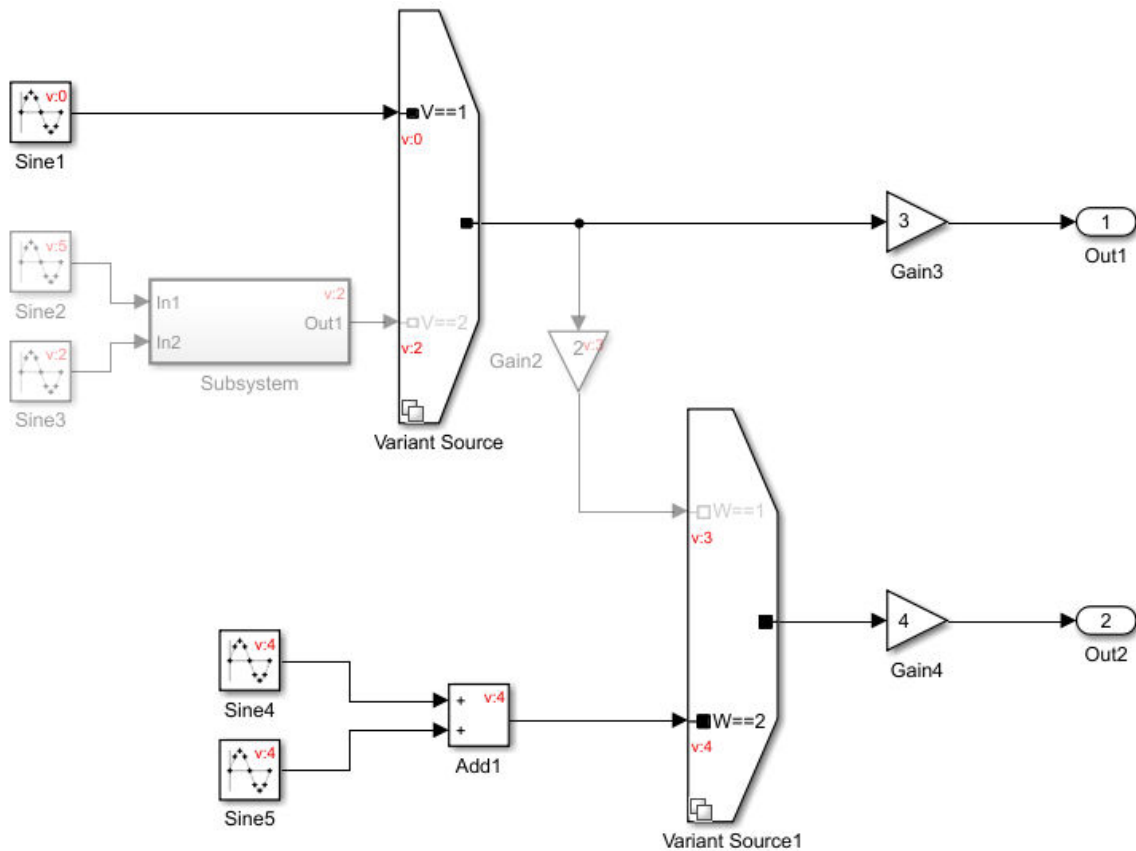 v:0
Sine1
V==1
v:0
v:5
Sine2
v:2
Sine3
In1
In2
v:2
Out1
Subsystem
V==2
v:2
Variant Source
3
Gain3
1
Out1
2
v:3
Gain2
W==1
v:3
v:4
Sine4
v:4
Sine5
+
+
v:4
Add1
W==2
v:4
Variant Source1
4
Gain4
2
Out2